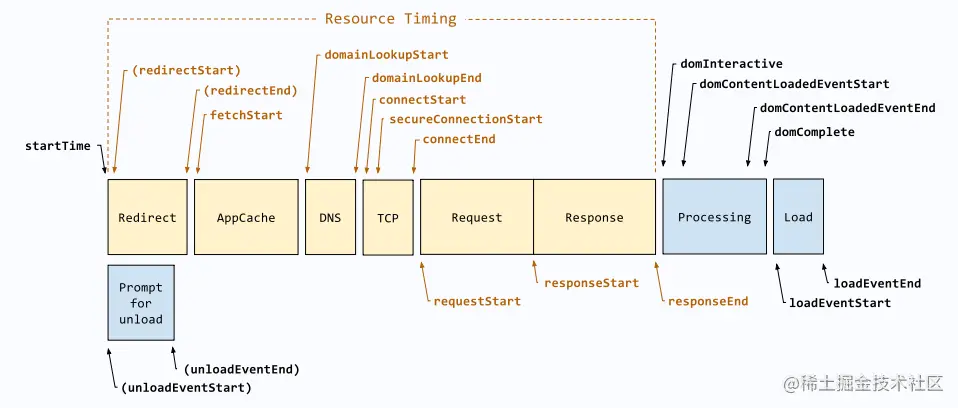 Resource Timing
domainLookupStart
(redirectStart)
domainLookupEnd
(redirectEnd)
connectStart
fetchStart
secureConnectionStart
connectEnd
domInteractive
domContentLoadedEventStart
domContentLoadedEventEnd
domComplete
startTime
Redirect
AppCache
DNS
TCP
Request
Response
Processing
Load
Prompt
for
unload
requestStart
responseStart
responseEnd
loadEventEnd
loadEventStart
(unloadEventEnd)
(unloadEventStart)
@稀土掘金技术社区